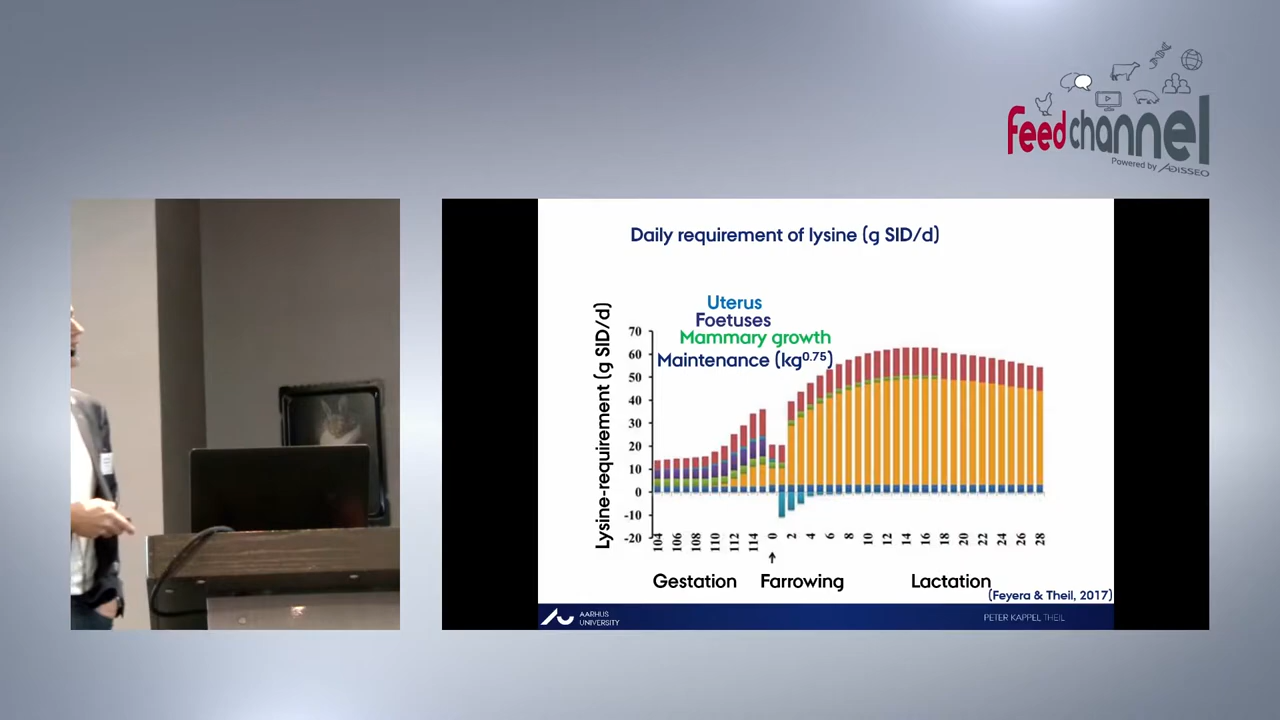 feedchannel
Powered by ADISSEO
Daily requirement of lysine (g SID/d)
Uterus
Foetuses
Mammary growth
Maintenance (kg0.75)
Lysine-requirement (g SID/d)
70
60
50
40
30
20
10
0
-10
-20
104 106 108 110 112 114 0 2 4 6 8 10 12 14 16 18 20 22 24 26 28
Gestation Farrowing Lactation
(Feyera & Theil, 2017)
AARHUS
UNIVERSITY
PETER KAPPEL THEIL